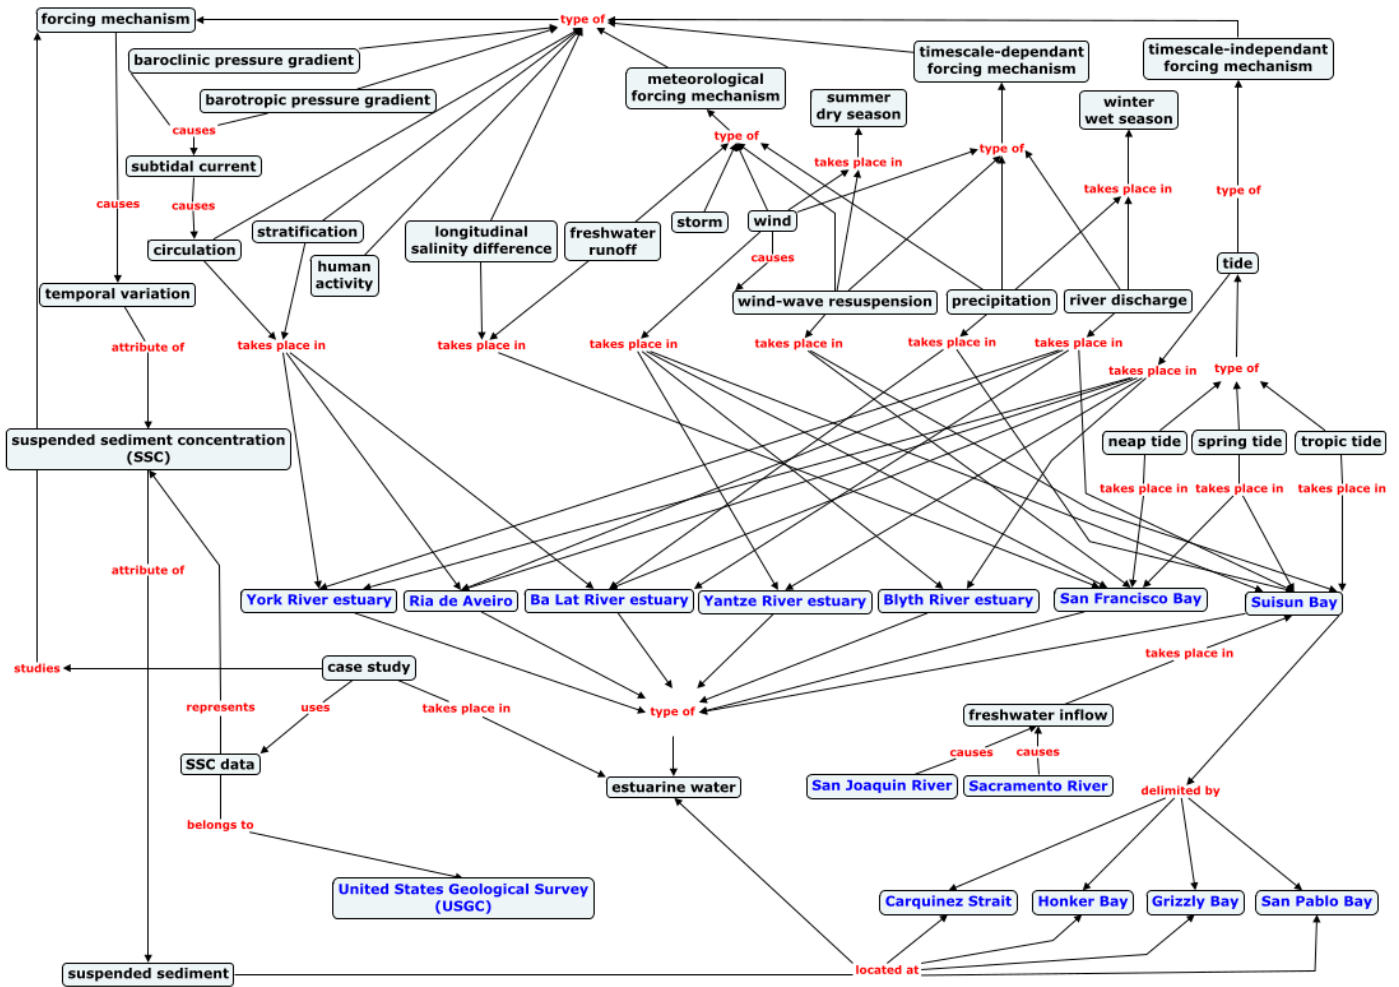 forcing mechanism
type of
baroclinic pressure gradient
timescale-dependant
forcing mechanism
timescale-independant
forcing mechanism
meteorological
forcing mechanism
barotropic pressure gradient
summer
dry season
winter
wet season
causes
type of
subtidal current
takes place in
type of
causes
causes
takes place in
type of
circulation
stratification
longitudinal
salinity difference
freshwater
runoff
storm
wind
human
activity
causes
tide
temporal variation
wind-wave resuspension
precipitation
river discharge
attribute of
takes place in
takes place in
takes place in
takes place in
takes place in
takes place in
takes place in
type of
suspended sediment concentration
(SSC)
neap tide
spring tide
tropic tide
takes place in
takes place in
takes place in
attribute of
York River estuary
Ria de Aveiro
Ba Lat River estuary
Yantze River estuary
Blyth River estuary
San Francisco Bay
Suisun Bay
studies
case study
takes place in
represents
uses
takes place in
type of
freshwater inflow
causes
causes
SSC data
estuarine water
San Joaquin River
Sacramento River
delimited by
belongs to
United States Geological Survey
(USGC)
Carquinez Strait
Honker Bay
Grizzly Bay
San Pablo Bay
suspended sediment
located at